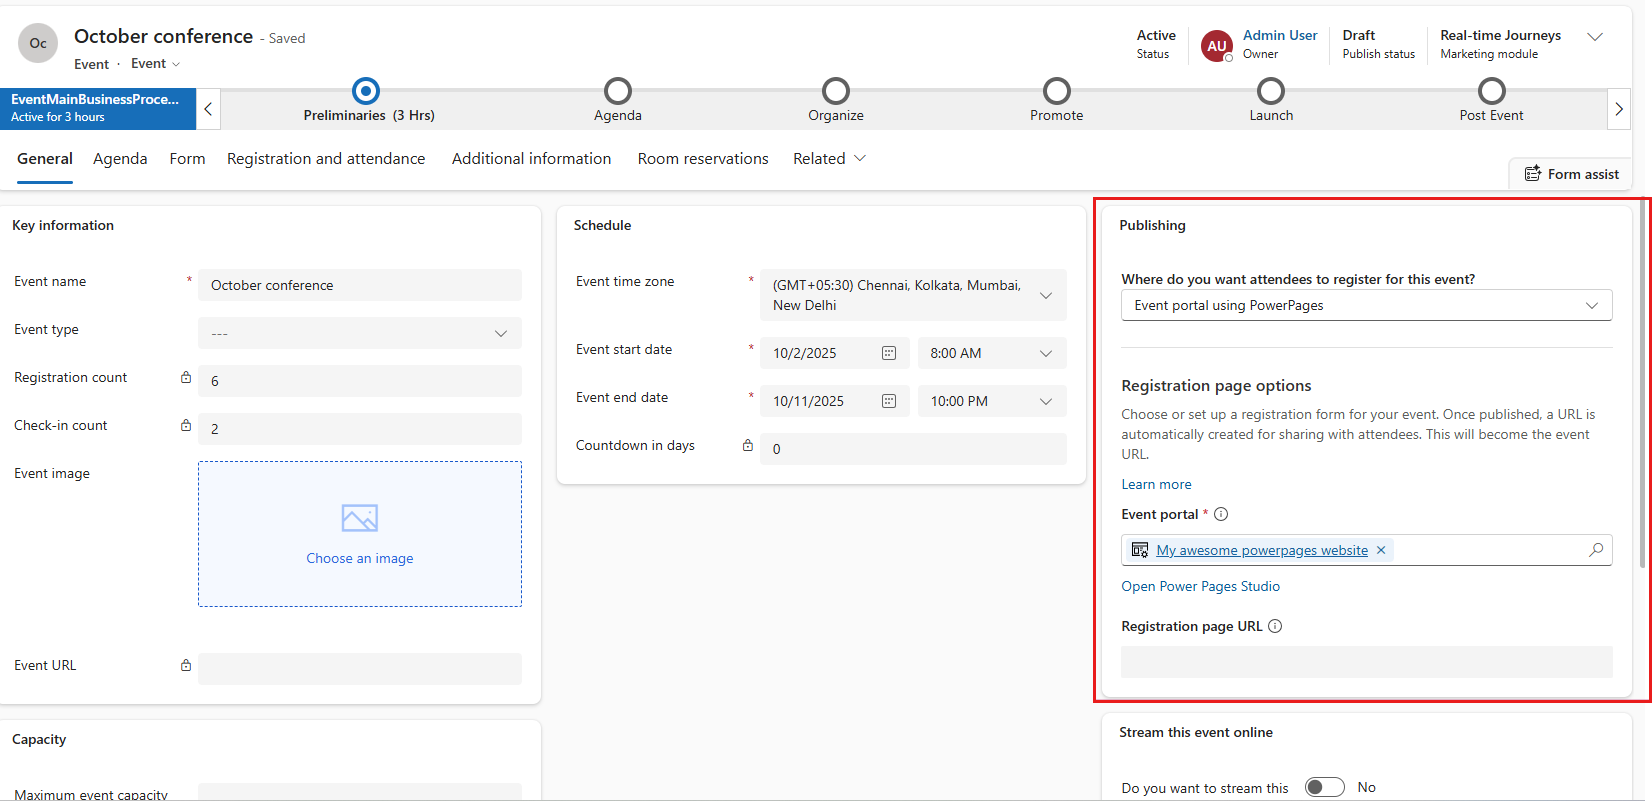 Oc
October conference - Saved
Event · Event
Active
Status
AU
Admin User
Owner
Draft
Publish status
Real-time Journeys
Marketing module
EventMainBusinessProce...
Active for 3 hours
Preliminaries (3 Hrs)
Agenda
Organize
Promote
Launch
Post Event
General
Agenda
Form
Registration and attendance
Additional information
Room reservations
Related
Form assist
Key information
Event name *
October conference
Event type
---
Registration count
6
Check-in count
2
Event image
Choose an image
Event URL
Capacity
Maximum event capacity
Schedule
Event time zone *
(GMT+05:30) Chennai, Kolkata, Mumbai,
New Delhi
Event start date *
10/2/2025
8:00 AM
Event end date *
10/11/2025
10:00 PM
Countdown in days
0
Publishing
Where do you want attendees to register for this event?
Event portal using PowerPages
Registration page options
Choose or set up a registration form for your event. Once published, a URL is
automatically created for sharing with attendees. This will become the event
URL.
Learn more
Event portal *
My awesome powerpages website
Open Power Pages Studio
Registration page URL
Stream this event online
Do you want to stream this
No